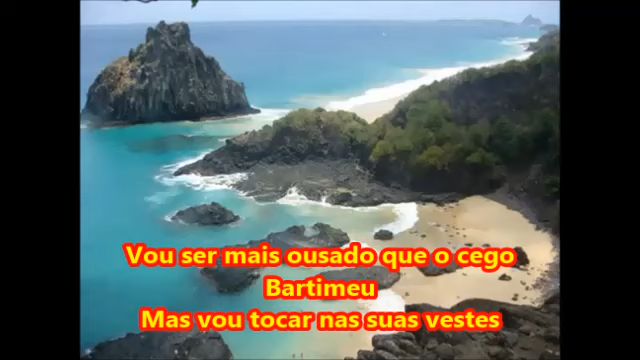 Vou ser mais ousado que o cego
Bartimeu
Mas vou tocar nas suas vestes